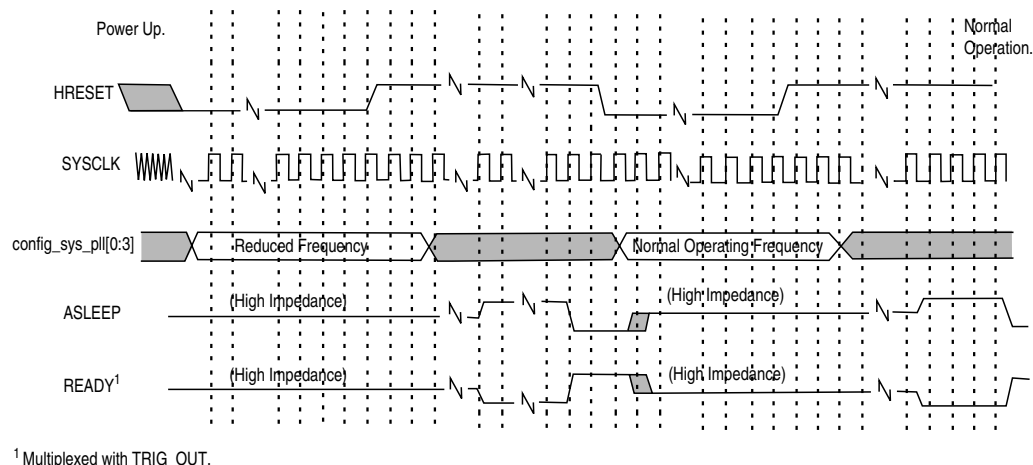 Power Up.
Normal
Operation.
HRESET
SYSCLK
config_sys_pll[0:3]
Reduced Frequency
Normal Operating Frequency
ASLEEP
(High Impedance)
(High Impedance)
READY1
(High Impedance)
(High Impedance)
1 Multiplexed with TRIG_OUT.